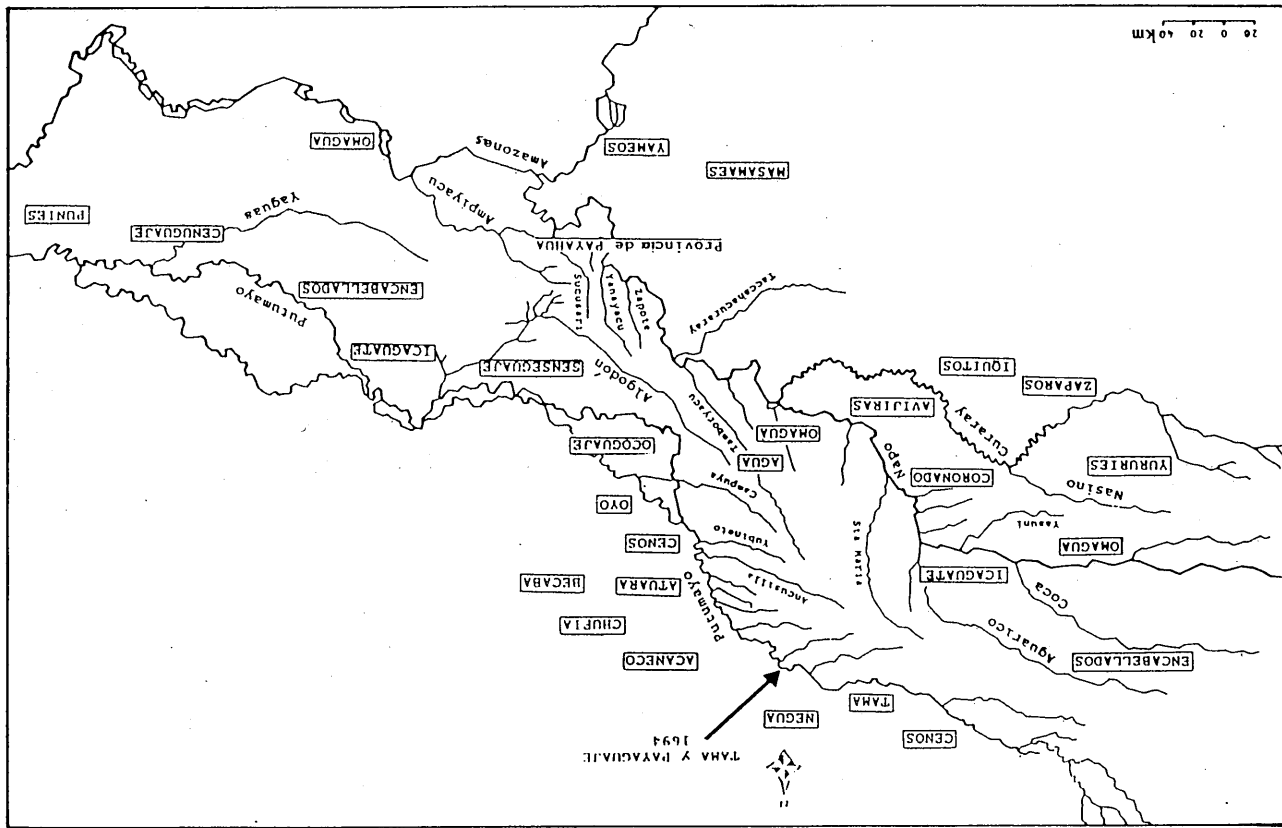 N
TAMA Y PAYAGUAJE
1694
CENOS
NEGUA
TAMA
ACANECO
ENCABELLADOS
Aguarico
CHUFIA
Putumayo
Coca
ICAGUATE
Ancusilla
ATUARA
BECABA
OMAGUA
Yasuni
Sta Maria
Yubineto
CENOS
OYO
Nasino
YURURIES
CORONADO
Napo
Campuya
AGUA
OCOGUAJE
OMAGUA
Curaray
AVIJIRAS
Tamboryacu
Algodón
ZAPAROS
IQUITOS
SENSEGUAJE
ICAGUATE
Taccahacuraray
Zapote
Yanayacu
Sucusari
Putumayo
ENCABELLADOS
Provincia de PAYAHUA
CENUGUAJE
Yaguas
PUNIES
Ampiyacu
MASAMAES
YAMEOS
Amazonas
OMAGUA
20 0 20 40 km